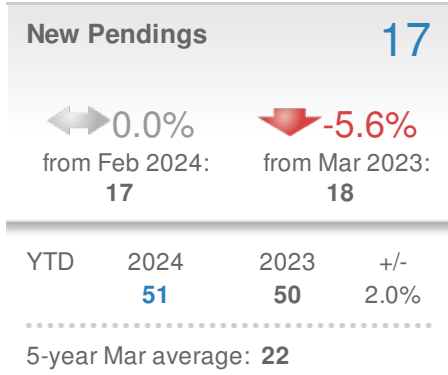 New Pendings 17
0.0% -5.6%
from Feb 2024: from Mar 2023:
17 18
YTD 2024 2023 +/-
51 50 2.0%
5-year Mar average: 22